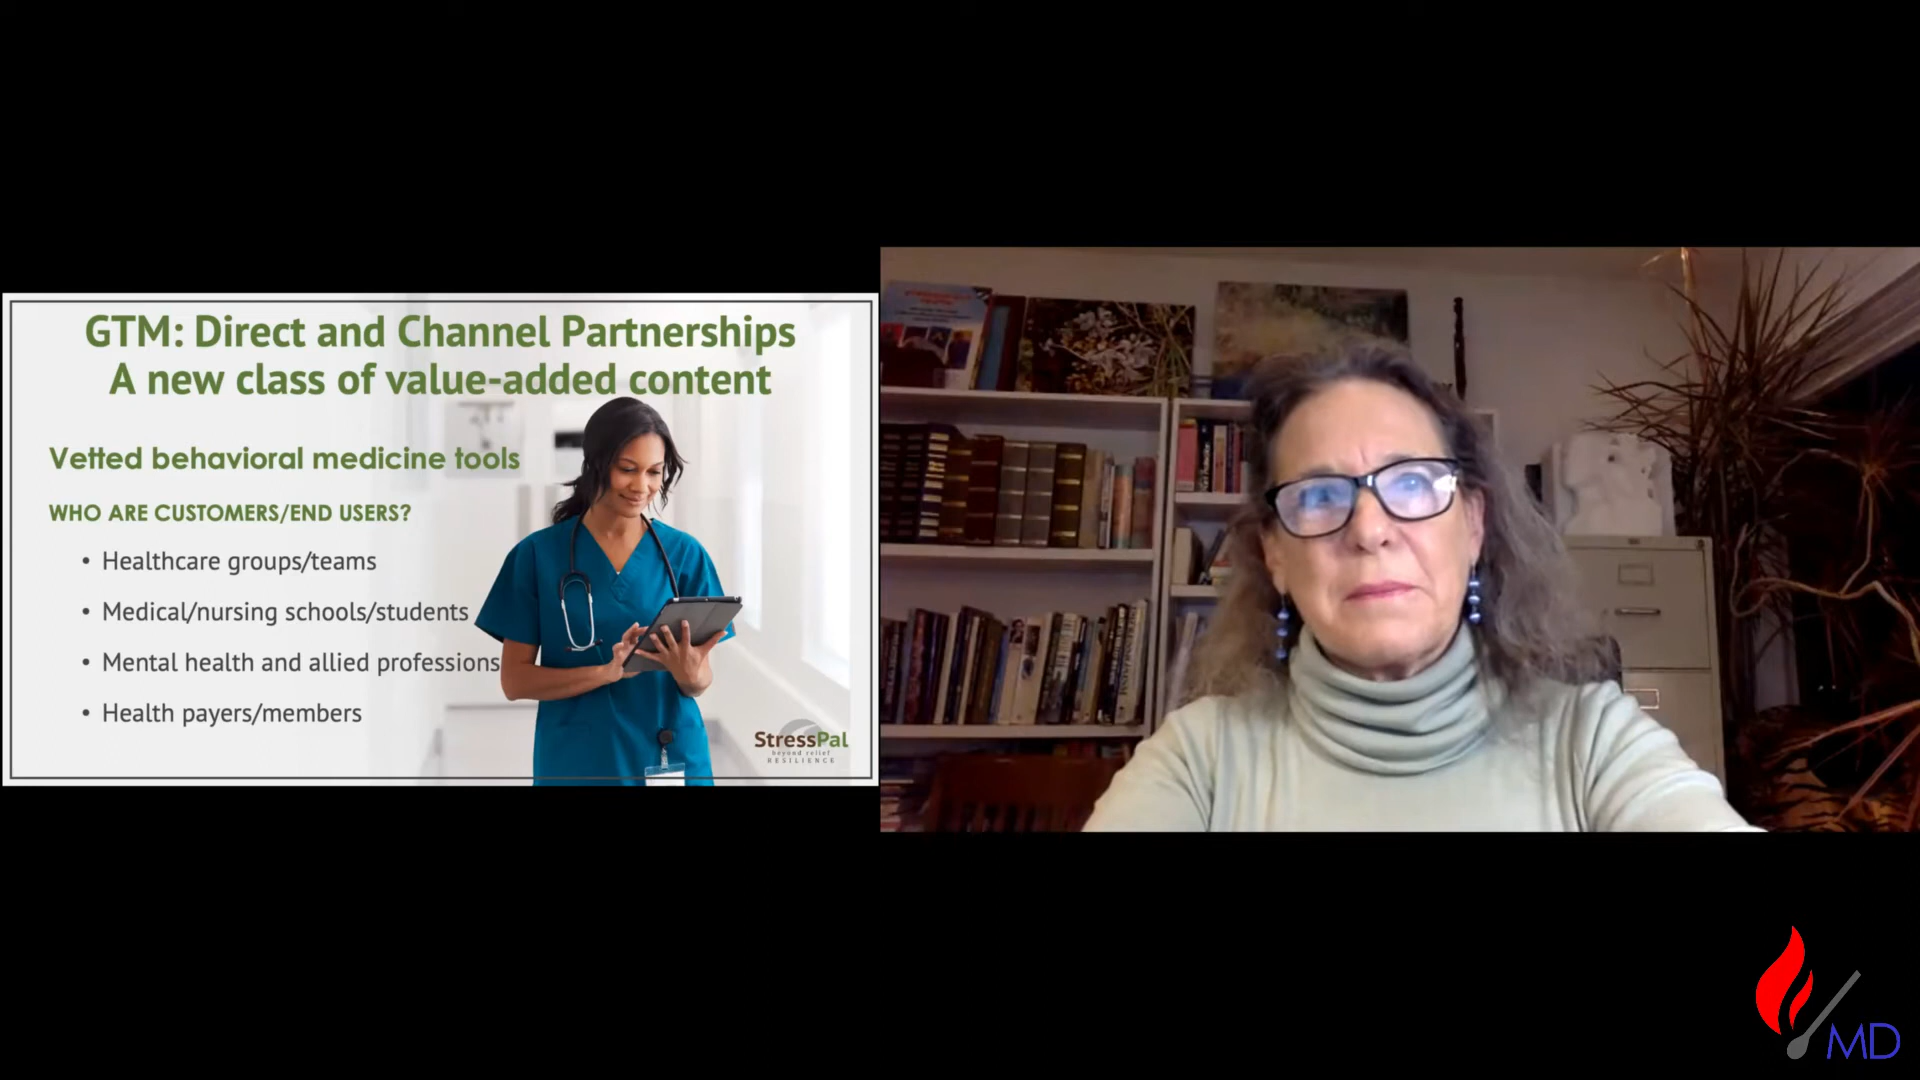 GTM: Direct and Channel Partnerships
A new class of value-added content
Vetted behavioral medicine tools
WHO ARE CUSTOMERS/END USERS?
• Healthcare groups/teams
• Medical/nursing schools/students
• Mental health and allied professions
• Health payers/members
StressPal
beyond relief
RESILIENCE
MD